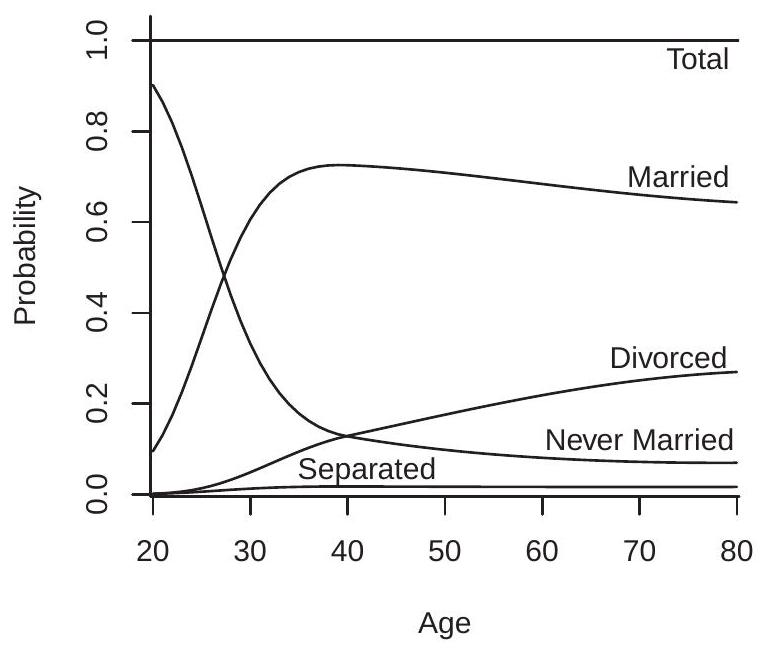 1.0
Total
0.8
Married
0.6
Probability
0.4
Divorced
0.2
Never Married
Separated
0.0
20 30 40 50 60 70 80
Age